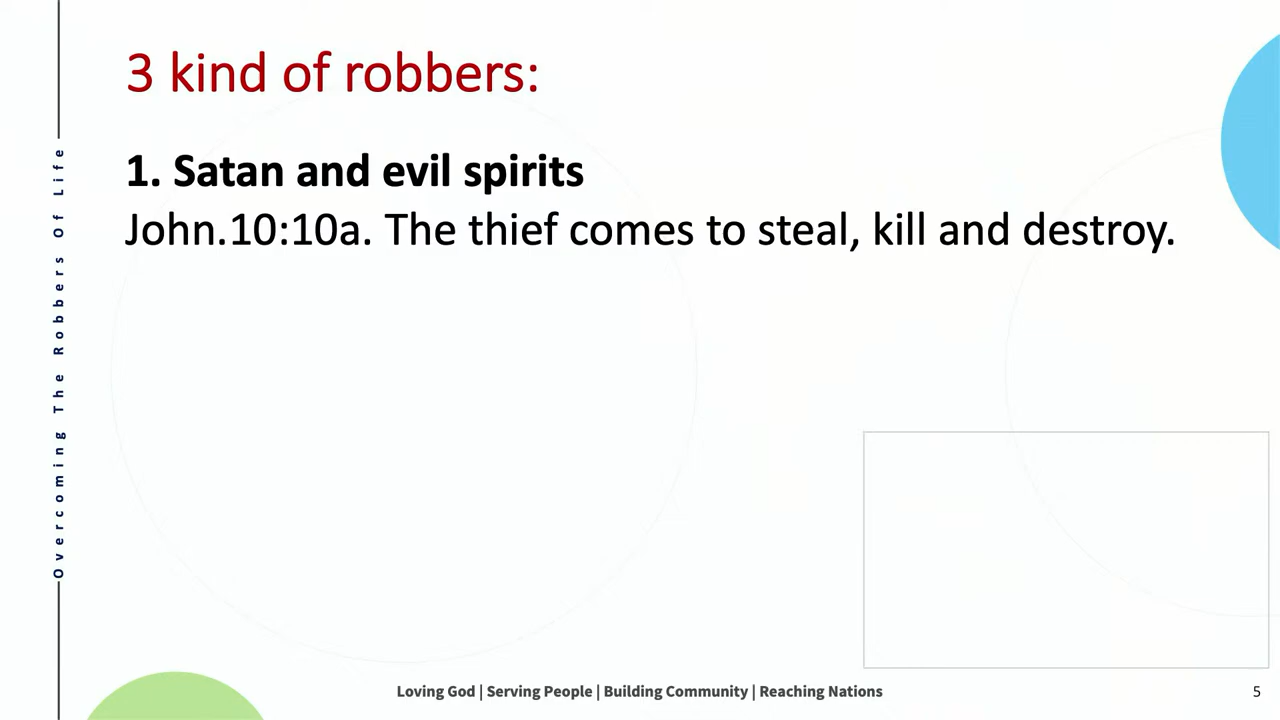 3 kind of robbers:
1. Satan and evil spirits
John.10:10a. The thief comes to steal, kill and destroy.
Overcoming The Robbers Of Life
Loving God | Serving People | Building Community | Reaching Nations
5